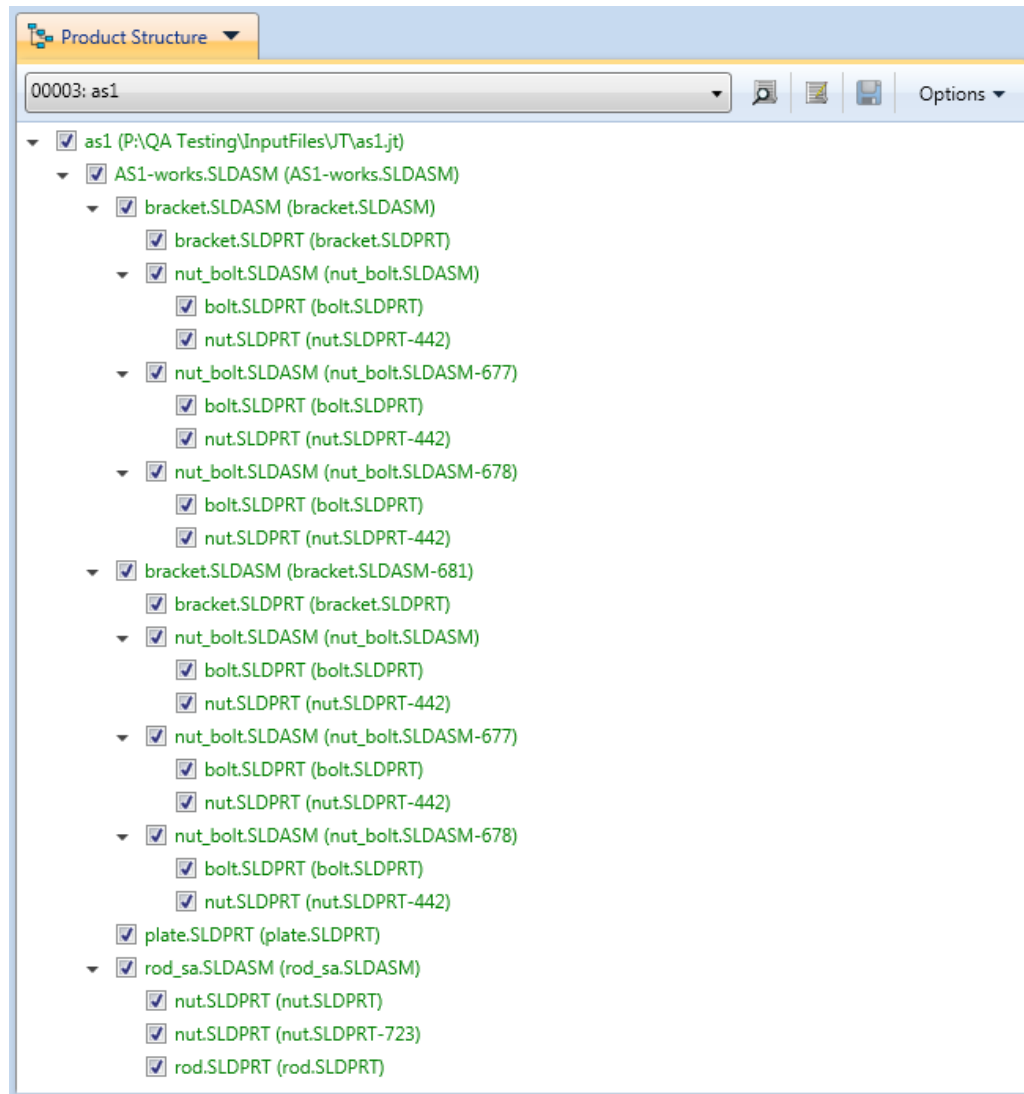 Product Structure
00003: as1
Options
as1 (P:\QA Testing\InputFiles\JT\as1.jt)
AS1-works.SLDASM (AS1-works.SLDASM)
bracket.SLDASM (bracket.SLDASM)
bracket.SLDPRT (bracket.SLDPRT)
nut_bolt.SLDASM (nut_bolt.SLDASM)
bolt.SLDPRT (bolt.SLDPRT)
nut.SLDPRT (nut.SLDPRT-442)
nut_bolt.SLDASM (nut_bolt.SLDASM-677)
bolt.SLDPRT (bolt.SLDPRT)
nut.SLDPRT (nut.SLDPRT-442)
nut_bolt.SLDASM (nut_bolt.SLDASM-678)
bolt.SLDPRT (bolt.SLDPRT)
nut.SLDPRT (nut.SLDPRT-442)
bracket.SLDASM (bracket.SLDASM-681)
bracket.SLDPRT (bracket.SLDPRT)
nut_bolt.SLDASM (nut_bolt.SLDASM)
bolt.SLDPRT (bolt.SLDPRT)
nut.SLDPRT (nut.SLDPRT-442)
nut_bolt.SLDASM (nut_bolt.SLDASM-677)
bolt.SLDPRT (bolt.SLDPRT)
nut.SLDPRT (nut.SLDPRT-442)
nut_bolt.SLDASM (nut_bolt.SLDASM-678)
bolt.SLDPRT (bolt.SLDPRT)
nut.SLDPRT (nut.SLDPRT-442)
plate.SLDPRT (plate.SLDPRT)
rod_sa.SLDASM (rod_sa.SLDASM)
nut.SLDPRT (nut.SLDPRT)
nut.SLDPRT (nut.SLDPRT-723)
rod.SLDPRT (rod.SLDPRT)